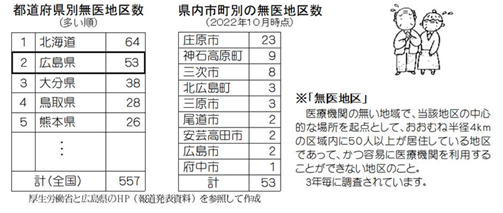 都道府県別無医地区数
(多い順)
1 北海道 64
2 広島県 53
3 大分県 38
4 鳥取県 28
5 熊本県 26
⋮
計(全国) 557
県内市町別の無医地区数
(2022年10月時点)
庄原市 23
神石高原町 9
三次市 8
北広島町 3
三原市 3
尾道市 2
安芸高田市 2
広島市 2
府中市 1
計 53
厚生労働省と広島県のHP(報道発表資料)を参照して作成
※「無医地区」
医療機関の無い地域で、当該地区の中心
的な場所を起点として、おおむね半径4km
の区域内に50人以上が居住している地区
であって、かつ容易に医療機関を利用する
ことができない地区のこと。
3年毎に調査されています。